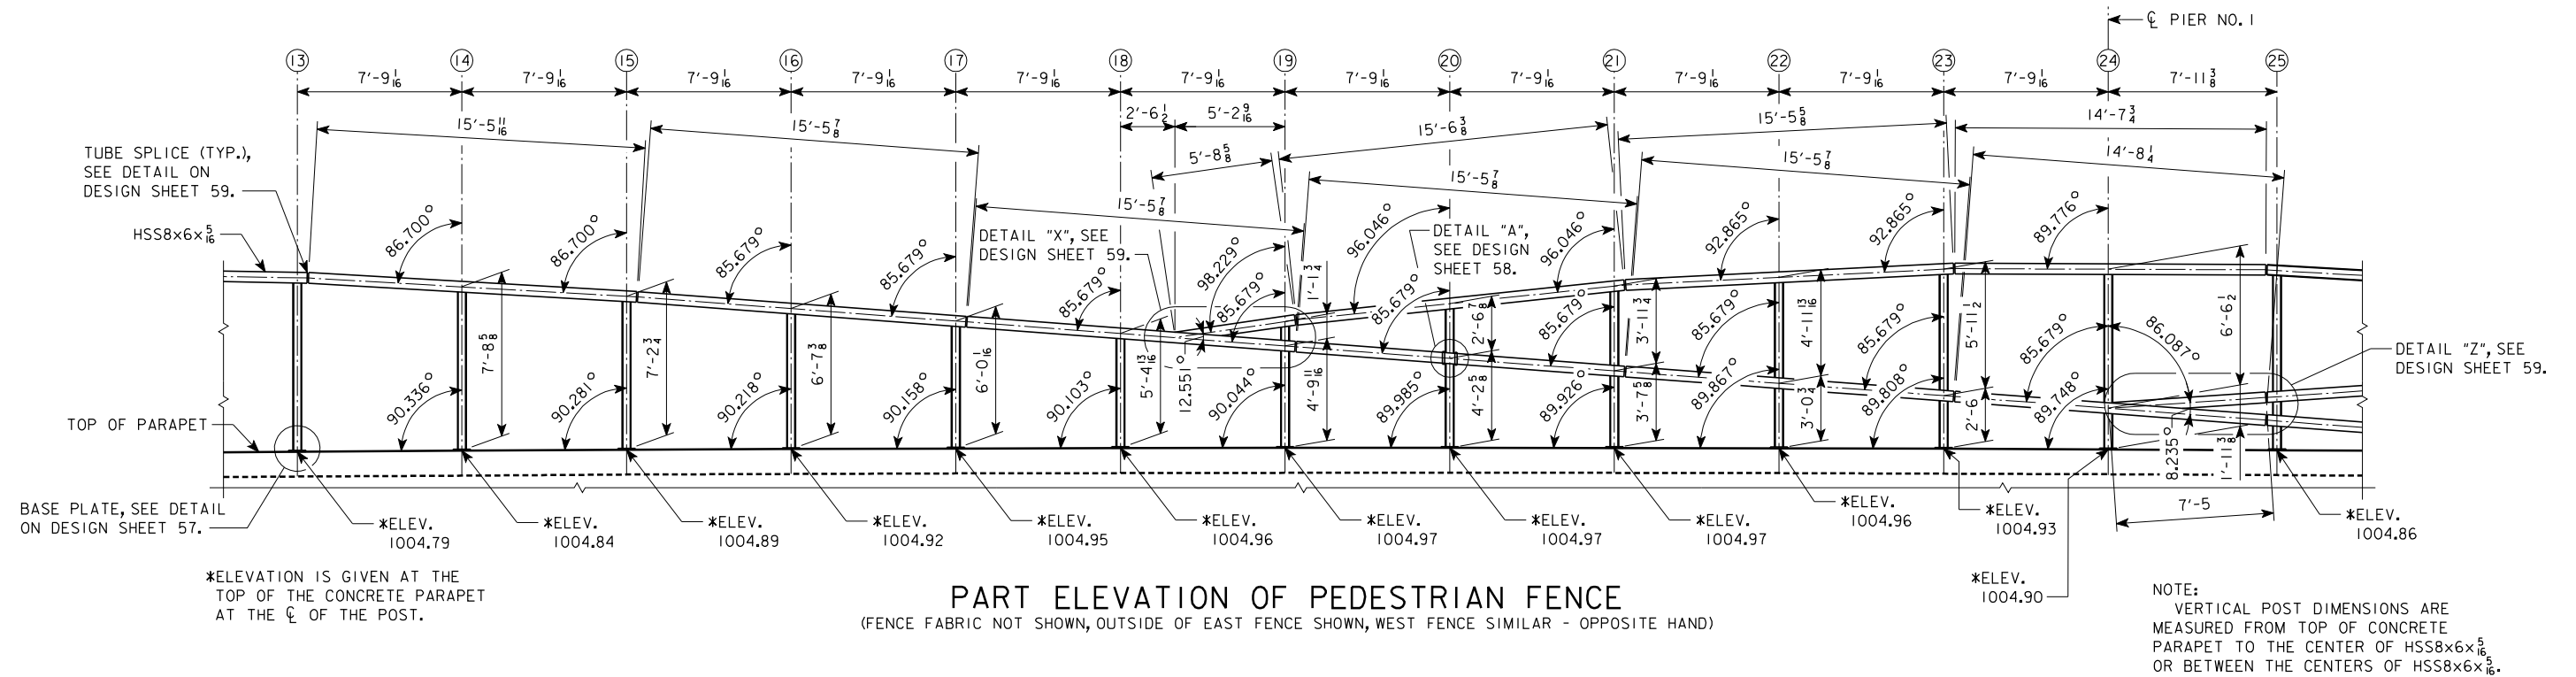 ℄ PIER NO. 1
13 14 15 16 17 18 19 20 21 22 23 24 25
7'-9 1/16 7'-9 1/16 7'-9 1/16 7'-9 1/16 7'-9 1/16 7'-9 1/16 7'-9 1/16 7'-9 1/16 7'-9 1/16 7'-9 1/16 7'-9 1/16 7'-11 3/8
2'-6 1/2 5'-2 9/16
15'-5 11/16 15'-5 7/8 15'-6 3/8 15'-5 5/8 14'-7 3/4
5'-8 5/8 15'-5 7/8 14'-8 1/4
15'-5 7/8 15'-5 7/8
TUBE SPLICE (TYP.),
SEE DETAIL ON
DESIGN SHEET 59.
HSS8x6x5/16
DETAIL "X", SEE
DESIGN SHEET 59.
DETAIL "A",
SEE DESIGN
SHEET 58.
86.700° 86.700° 85.679° 85.679° 85.679° 98.229° 85.679° 1'-1 3/4 96.046° 85.679° 96.046° 85.679° 92.865° 85.679° 92.865° 85.679° 89.776° 85.679° 86.087°
7'-8 5/8 7'-2 3/4 6'-7 3/8 6'-0 1/16 5'-4 13/16 12.551° 4'-9 11/16 2'-6 7/8 4'-2 5/8 3'-11 3/4 3'-7 5/8 4'-11 13/16 3'-0 3/4 5'-11 1/2 2'-6 6'-6 1/2 8.235° 1'-11 3/8
90.336° 90.281° 90.218° 90.158° 90.103° 90.044° 89.985° 89.926° 89.867° 89.808° 89.748°
DETAIL "Z", SEE
DESIGN SHEET 59.
TOP OF PARAPET
7'-5
BASE PLATE, SEE DETAIL
ON DESIGN SHEET 57.
*ELEV.
1004.79
*ELEV.
1004.84
*ELEV.
1004.89
*ELEV.
1004.92
*ELEV.
1004.95
*ELEV.
1004.96
*ELEV.
1004.97
*ELEV.
1004.97
*ELEV.
1004.97
*ELEV.
1004.96
*ELEV.
1004.93
*ELEV.
1004.90
*ELEV.
1004.86
*ELEVATION IS GIVEN AT THE
TOP OF THE CONCRETE PARAPET
AT THE ℄ OF THE POST.
PART ELEVATION OF PEDESTRIAN FENCE
(FENCE FABRIC NOT SHOWN, OUTSIDE OF EAST FENCE SHOWN, WEST FENCE SIMILAR - OPPOSITE HAND)
NOTE:
VERTICAL POST DIMENSIONS ARE
MEASURED FROM TOP OF CONCRETE
PARAPET TO THE CENTER OF HSS8x6x5/16
OR BETWEEN THE CENTERS OF HSS8x6x5/16.